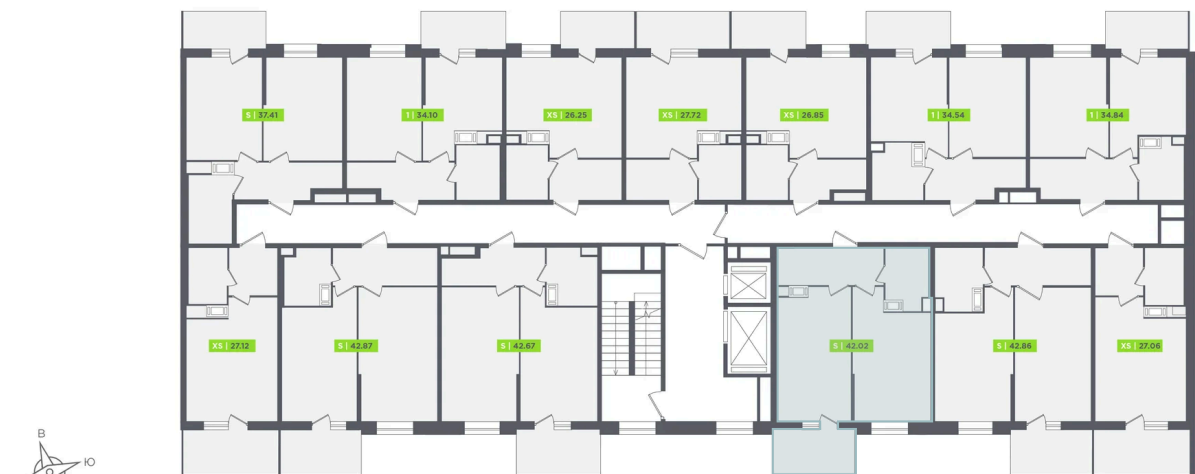 S | 37.41
1 | 34.10
XS | 26.25
XS | 27.72
XS | 26.85
1 | 34.54
1 | 34.84
XS | 27.12
S | 42.87
S | 42.67
S | 42.02
S | 42.86
XS | 27.06
В
Ю